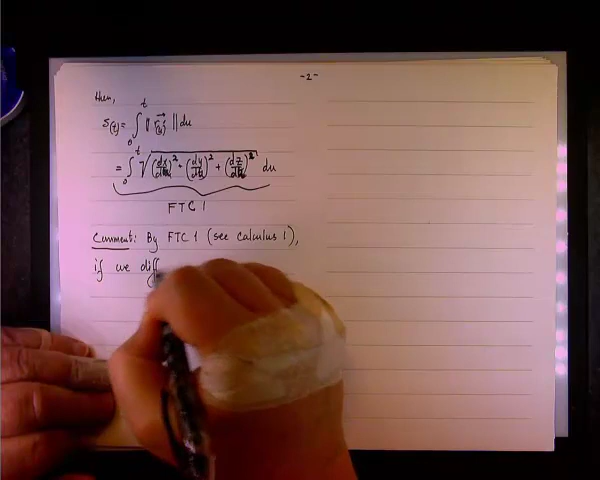 -2-
then,
s(t) = ∫₀ᵗ ‖ r⃗'(u) ‖ du
= ∫₀ᵗ √( (dx/du)² + (dy/du)² + (dz/du)² ) du
FTC 1
Comment: By FTC 1 (see Calculus 1),
if we diff